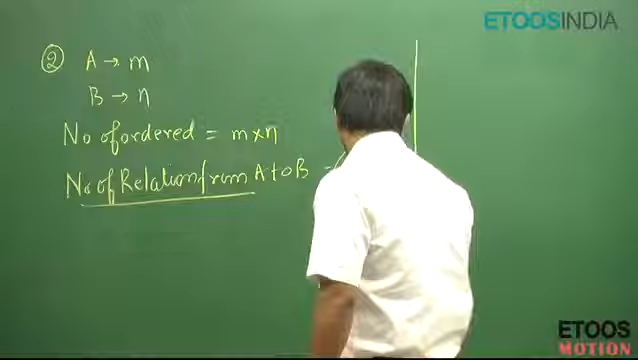 ETOOSINDIA
② A → m
B → n
No of ordered = m×n
No of Relation from A to B =
ETOOS
MOTION